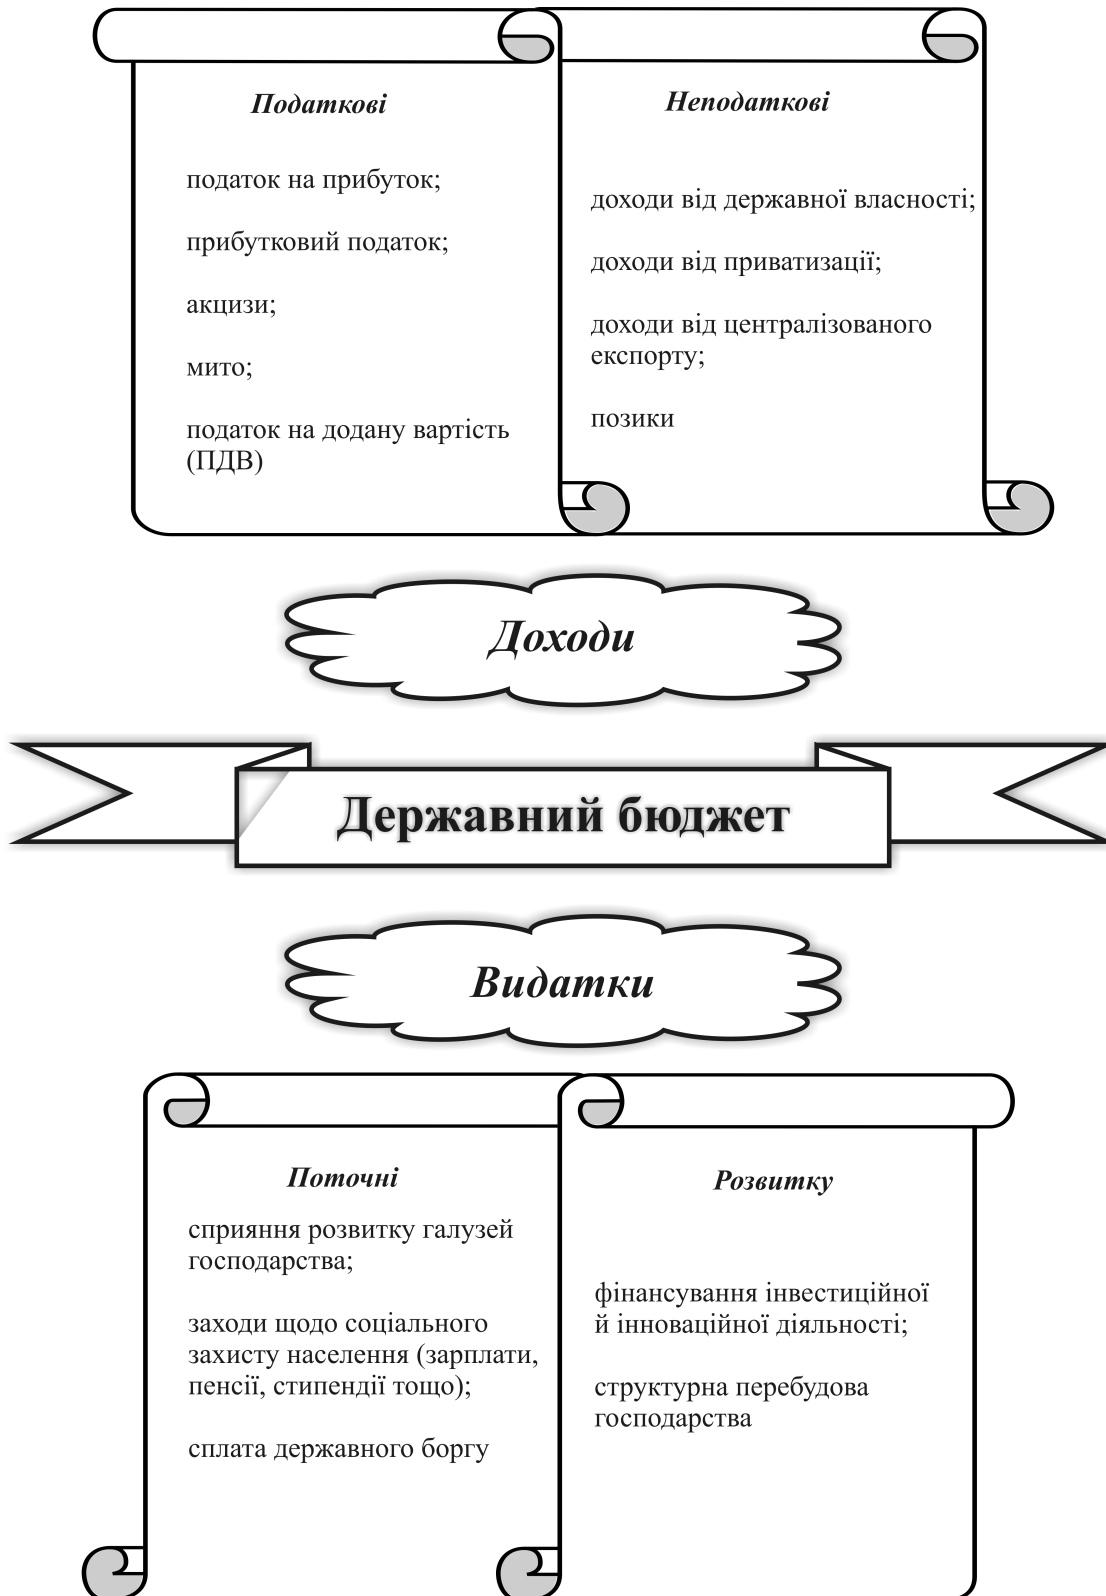 Податкові
податок на прибуток;
прибутковий податок;
акцизи;
мито;
податок на додану вартість
(ПДВ)
Неподаткові
доходи від державної власності;
доходи від приватизації;
доходи від централізованого
експорту;
позики
Доходи
Державний бюджет
Видатки
Поточні
сприяння розвитку галузей
господарства;
заходи щодо соціального
захисту населення (зарплати,
пенсії, стипендії тощо);
сплата державного боргу
Розвитку
фінансування інвестиційної
й інноваційної діяльності;
структурна перебудова
господарства